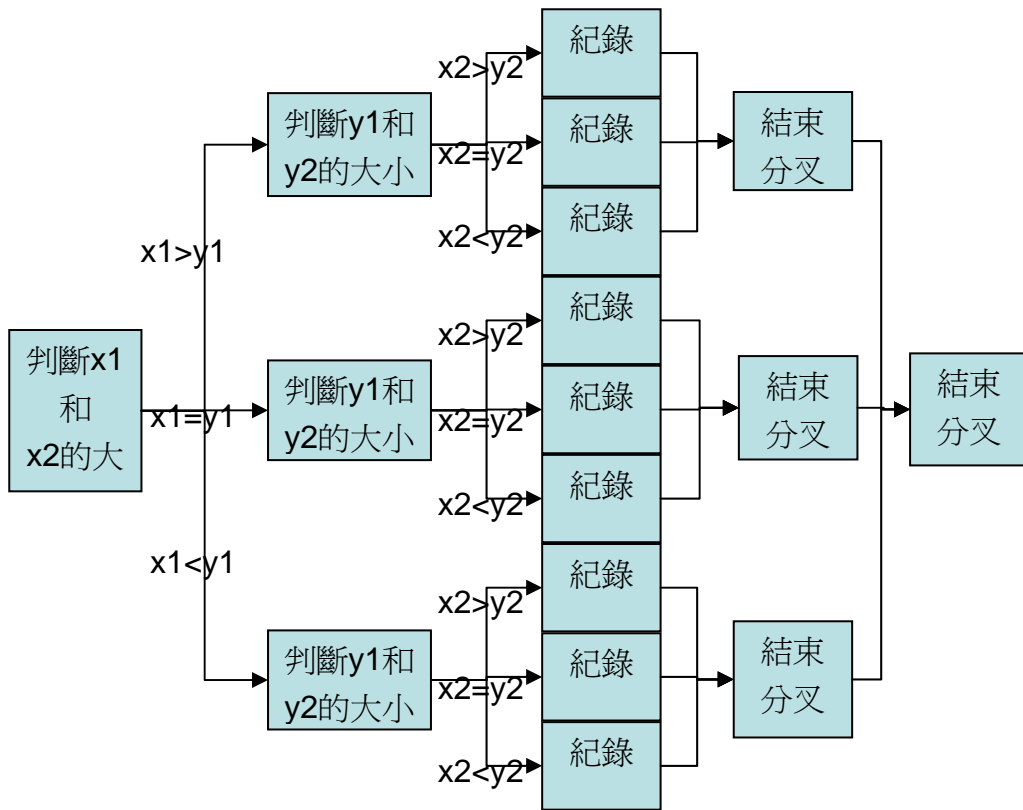 判斷x1
和
x2的大
x1>y1
x1=y1
x1<y1
判斷y1和
y2的大小
x2>y2
x2=y2
x2<y2
紀錄
紀錄
紀錄
結束
分叉
判斷y1和
y2的大小
x2>y2
x2=y2
x2<y2
紀錄
紀錄
紀錄
結束
分叉
判斷y1和
y2的大小
x2>y2
x2=y2
x2<y2
紀錄
紀錄
紀錄
結束
分叉
結束
分叉